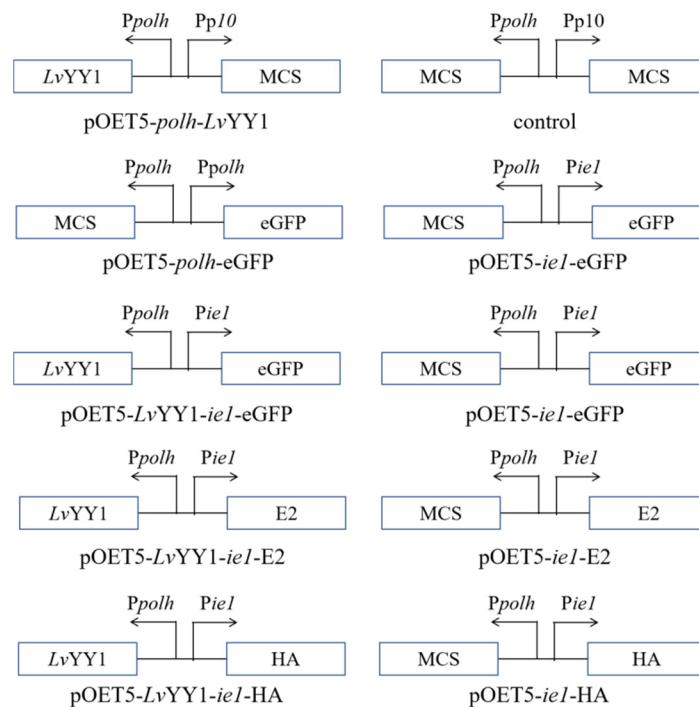 Ppolh Pp10 Ppolh Pp10
LvYY1 MCS MCS MCS
pOET5-polh-LvYY1 control
Ppolh Ppolh Ppolh Pie1
MCS eGFP MCS eGFP
pOET5-polh-eGFP pOET5-ie1-eGFP
Ppolh Pie1 Ppolh Pie1
LvYY1 eGFP MCS eGFP
pOET5-LvYY1-ie1-eGFP pOET5-ie1-eGFP
Ppolh Pie1 Ppolh Pie1
LvYY1 E2 MCS E2
pOET5-LvYY1-ie1-E2 pOET5-ie1-E2
Ppolh Pie1 Ppolh Pie1
LvYY1 HA MCS HA
pOET5-LvYY1-ie1-HA pOET5-ie1-HA